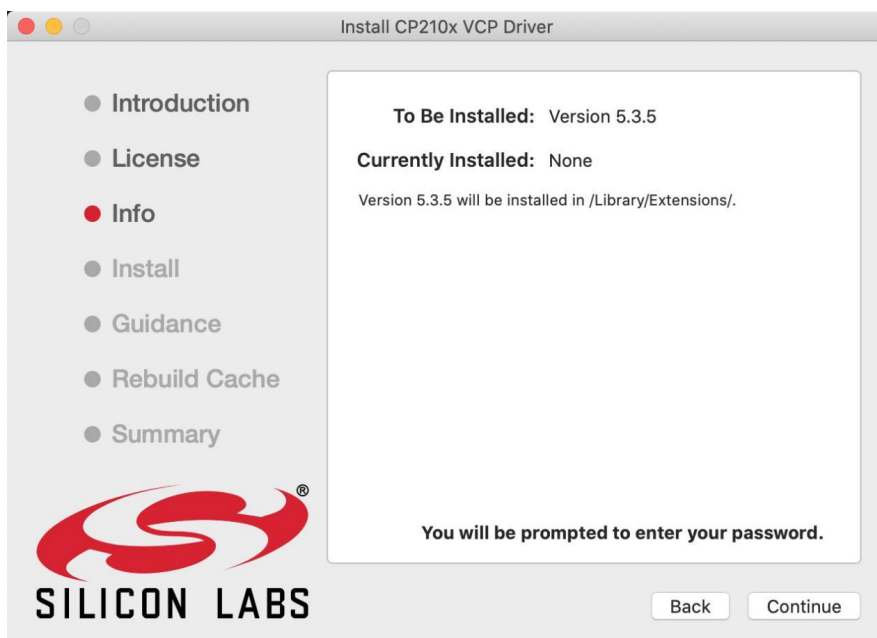 Install CP210x VCP Driver
Introduction
License
Info
Install
Guidance
Rebuild Cache
Summary
®
SILICON LABS
To Be Installed: Version 5.3.5
Currently Installed: None
Version 5.3.5 will be installed in /Library/Extensions/.
You will be prompted to enter your password.
Back
Continue